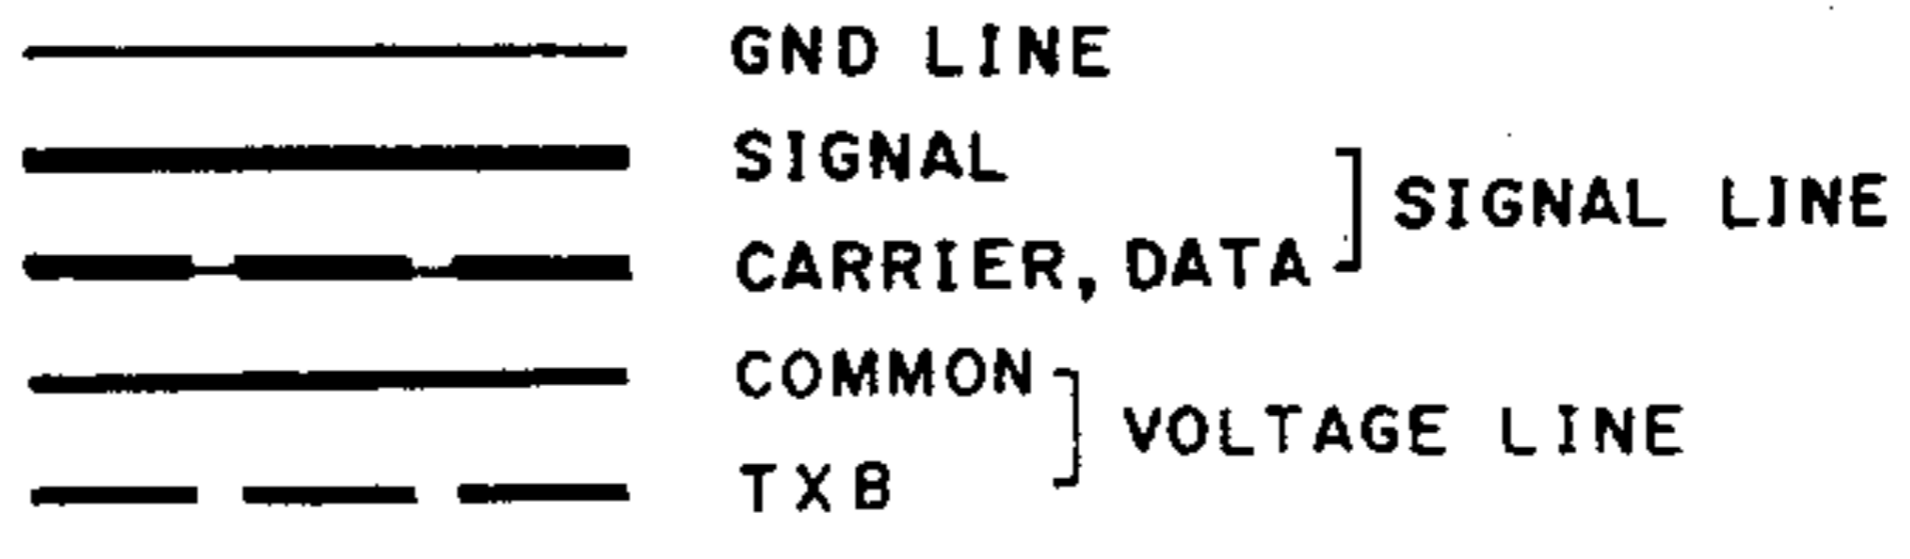 GND LINE
SIGNAL
SIGNAL LINE
CARRIER, DATA
COMMON
VOLTAGE LINE
TXB